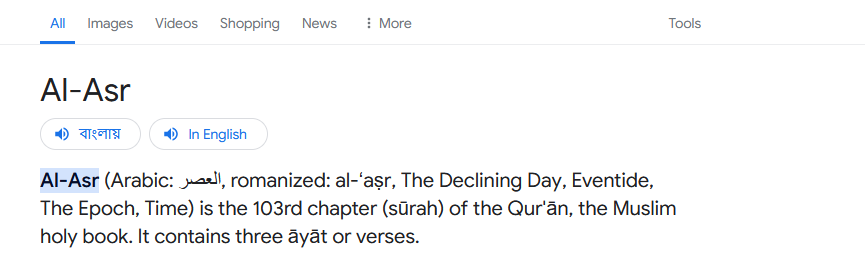 All Images Videos Shopping News More Tools
Al-Asr
বাংলায় In English
Al-Asr (Arabic: العصر, romanized: al-ʻaṣr, The Declining Day, Eventide,
The Epoch, Time) is the 103rd chapter (sūrah) of the Qur'ān, the Muslim
holy book. It contains three āyāt or verses.